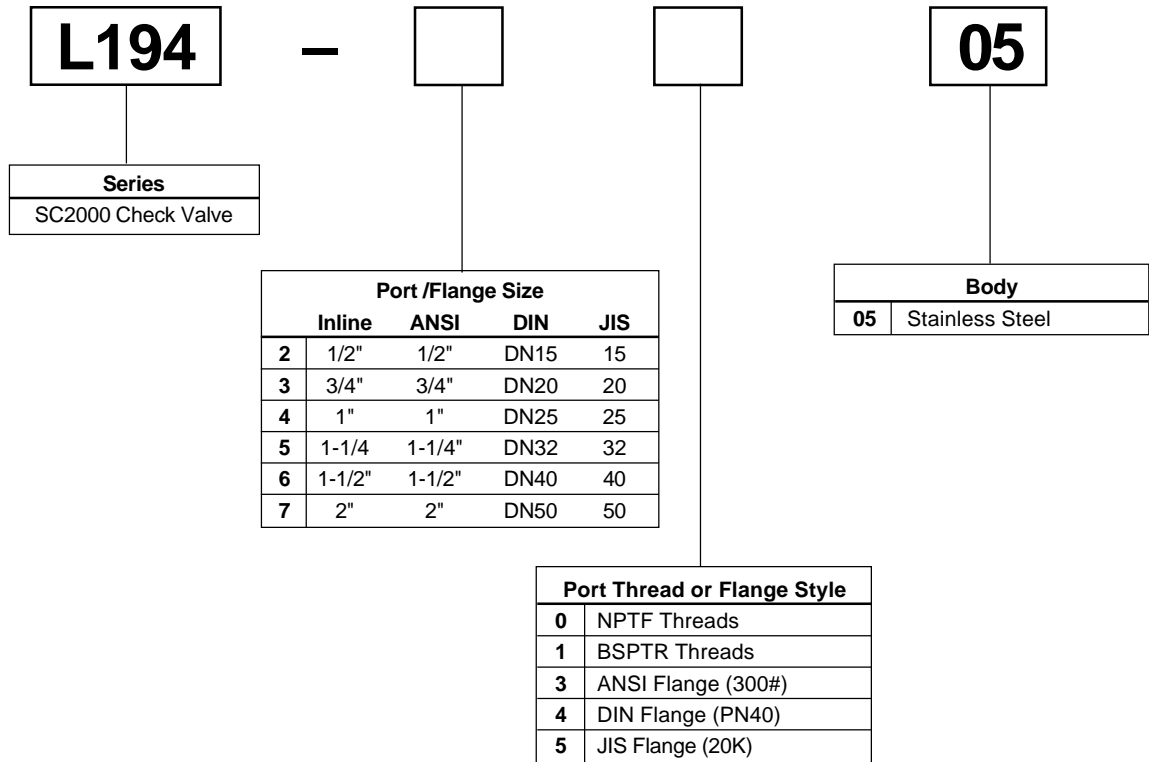 L194 – 05
Series
SC2000 Check Valve
Port /Flange Size
Inline ANSI DIN JIS
2 1/2" 1/2" DN15 15
3 3/4" 3/4" DN20 20
4 1" 1" DN25 25
5 1-1/4 1-1/4" DN32 32
6 1-1/2" 1-1/2" DN40 40
7 2" 2" DN50 50
Body
05 Stainless Steel
Port Thread or Flange Style
0 NPTF Threads
1 BSPTR Threads
3 ANSI Flange (300#)
4 DIN Flange (PN40)
5 JIS Flange (20K)